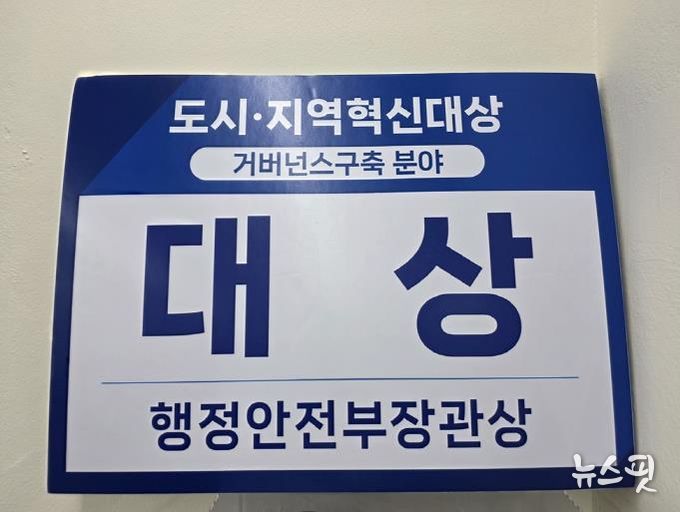 도시·지역혁신대상
거버넌스구축 분야
대 상
행정안전부장관상
뉴스핏